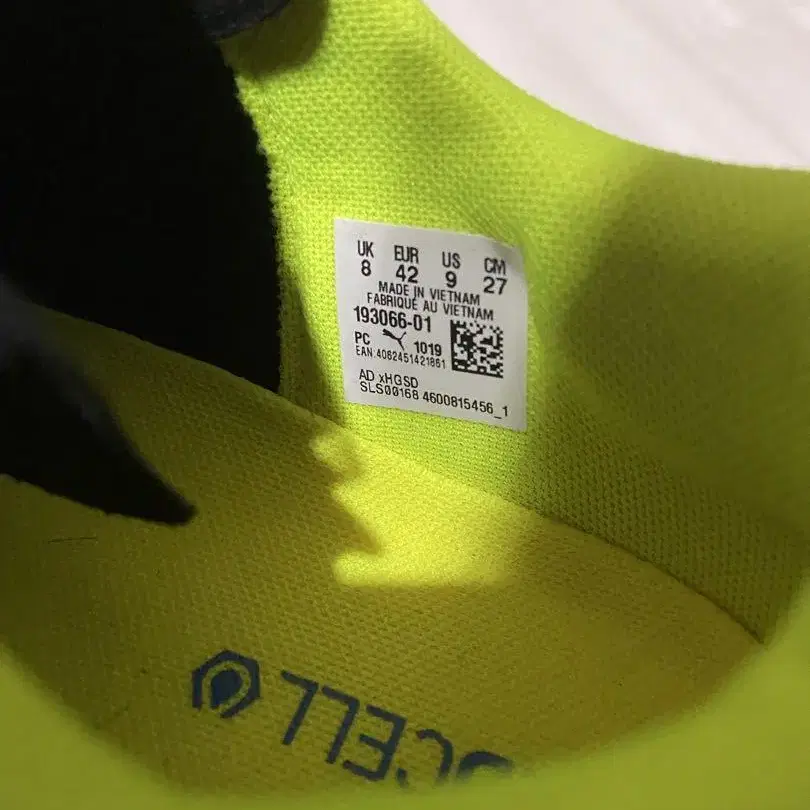 UK EUR US CM
8 42 9 27
MADE IN VIETNAM
FABRIQUÉ AU VIETNAM
193066-01
PC 1019
EAN:4062451421861
AD xHGSD
SLS00168 4600815456_1